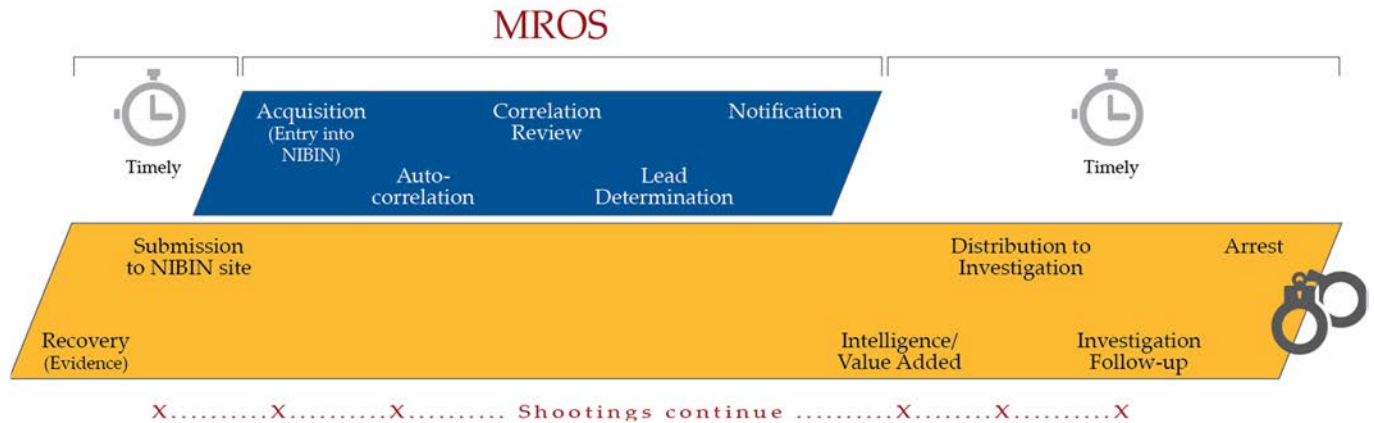 MROS
Timely
Acquisition
(Entry into
NIBIN)
Auto-
correlation
Correlation
Review
Lead
Determination
Notification
Timely
Recovery
(Evidence)
Submission
to NIBIN site
Intelligence/
Value Added
Distribution to
Investigation
Investigation
Follow-up
Arrest
X..........X..........X.......... Shootings continue .........X.........X..........X